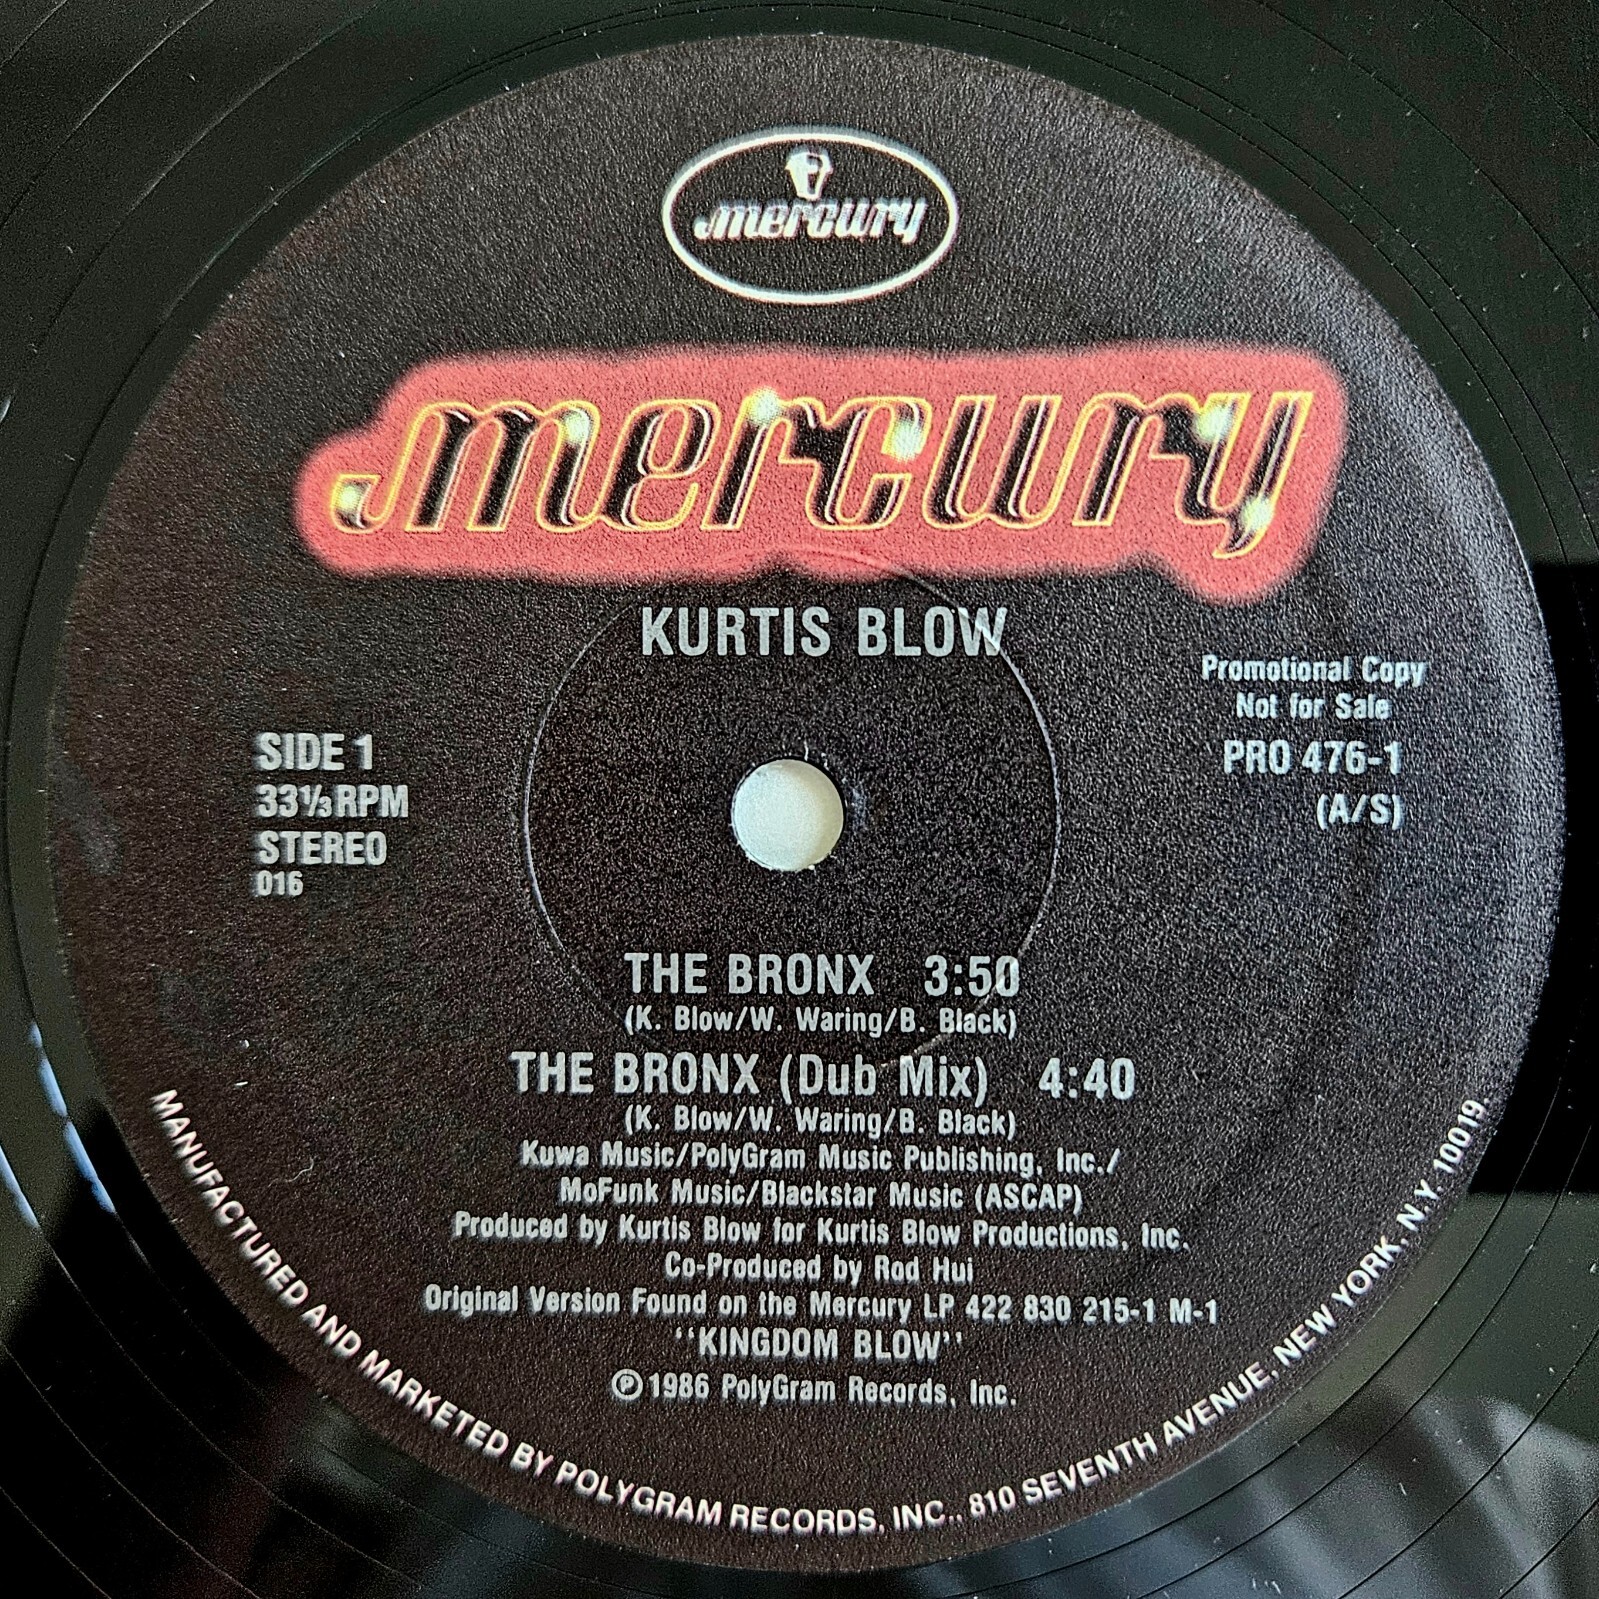 mercury
mercury
KURTIS BLOW
Promotional Copy
Not for Sale
PRO 476-1
(A/S)
SIDE 1
33⅓ RPM
STEREO
016
THE BRONX 3:50
(K. Blow/W. Waring/B. Black)
THE BRONX (Dub Mix) 4:40
(K. Blow/W. Waring/B. Black)
Kuwa Music/PolyGram Music Publishing, Inc./
MoFunk Music/Blackstar Music (ASCAP)
Produced by Kurtis Blow for Kurtis Blow Productions, Inc.
Co-Produced by Rod Hui
Original Version Found on the Mercury LP 422 830 215-1 M-1
"KINGDOM BLOW"
℗1986 PolyGram Records, Inc.
MANUFACTURED AND MARKETED BY POLYGRAM RECORDS, INC., 810 SEVENTH AVENUE, NEW YORK, N.Y. 10019.